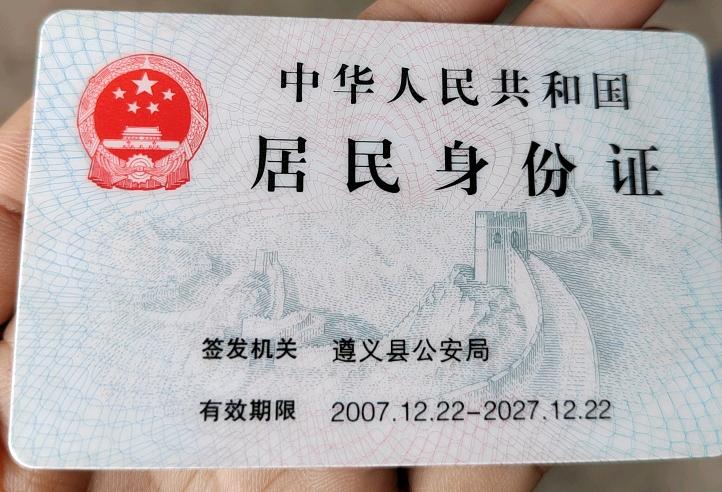 中华人民共和国
居民身份证
签发机关 遵义县公安局
有效期限 2007.12.22-2027.12.22